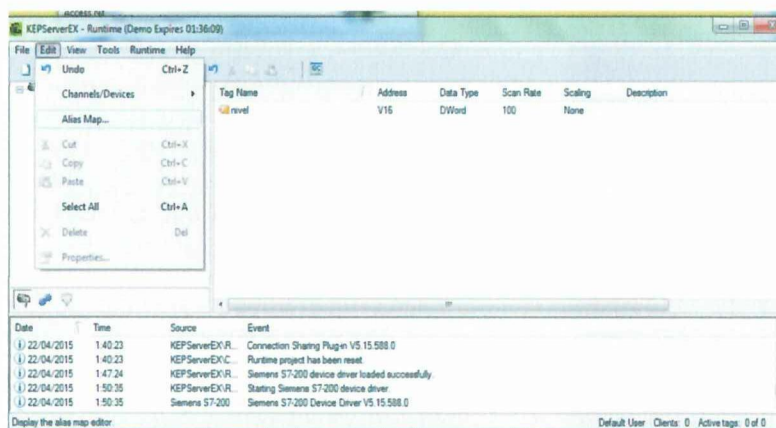 Access.rst
KEPServerEX - Runtime (Demo Expires 01:36:09)
File Edit View Tools Runtime Help
Undo Ctrl+Z
Channels/Devices
Alias Map...
Cut Ctrl+X
Copy Ctrl+C
Paste Ctrl+V
Select All Ctrl+A
Delete Del
Properties...
Tag Name Address Data Type Scan Rate Scaling Description
nivel V16 DWord 100 None
Date Time Source Event
22/04/2015 1:40:23 KEPServerEX\R... Connection Sharing Plug-in V5.15.588.0
22/04/2015 1:40:23 KEPServerEX\C... Runtime project has been reset.
22/04/2015 1:47:24 KEPServerEX\R... Siemens S7-200 device driver loaded successfully.
22/04/2015 1:50:35 KEPServerEX\R... Starting Siemens S7-200 device driver.
22/04/2015 1:50:35 Siemens S7-200 Siemens S7-200 Device Driver V5.15.588.0
Display the alias map editor. Default User Clients: 0 Active tags: 0 of 0